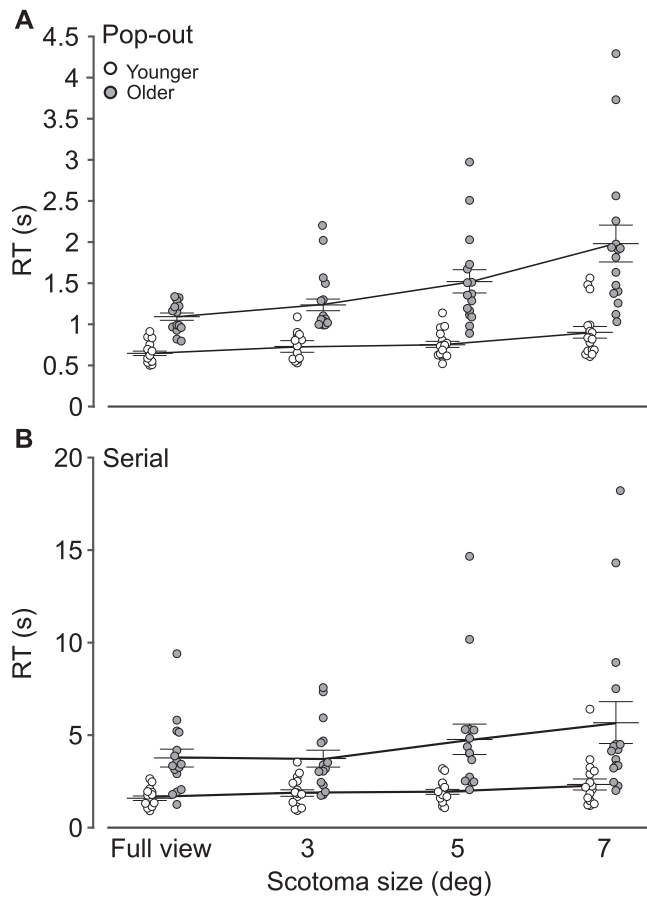 A
Pop-out
Younger
Older
4.5
4
3.5
3
2.5
2
1.5
1
0.5
0
RT (s)
B
Serial
20
15
10
5
0
RT (s)
Full view 3 5 7
Scotoma size (deg)